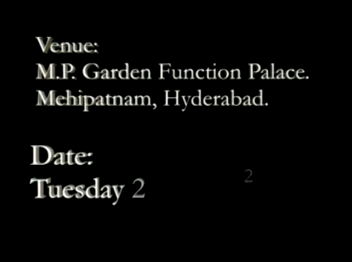 Venue:
M.P. Garden Function Palace.
Mehipatnam, Hyderabad.
Date:
Tuesday 2 2